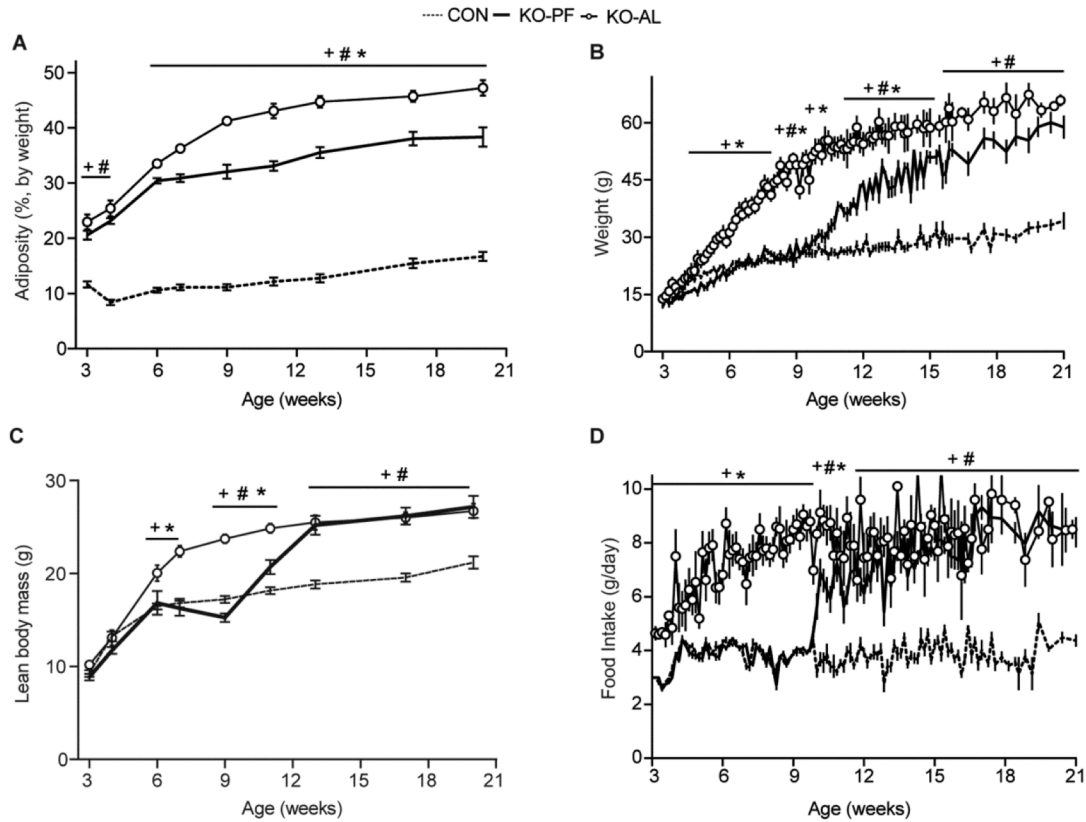 CON KO-PF KO-AL
A
+ # *
+ #
50
40
30
20
10
0
Adiposity (%, by weight)
3 6 9 12 15 18 21
Age (weeks)
B
+ #
+#*
+*
+#*
+ *
60
45
30
15
0
Weight (g)
3 6 9 12 15 18 21
Age (weeks)
C
+ #
+ # *
+ *
30
20
10
0
Lean body mass (g)
3 6 9 12 15 18 21
Age (weeks)
D
+ *
+#*
+ #
10
8
6
4
2
0
Food Intake (g/day)
3 6 9 12 15 18 21
Age (weeks)